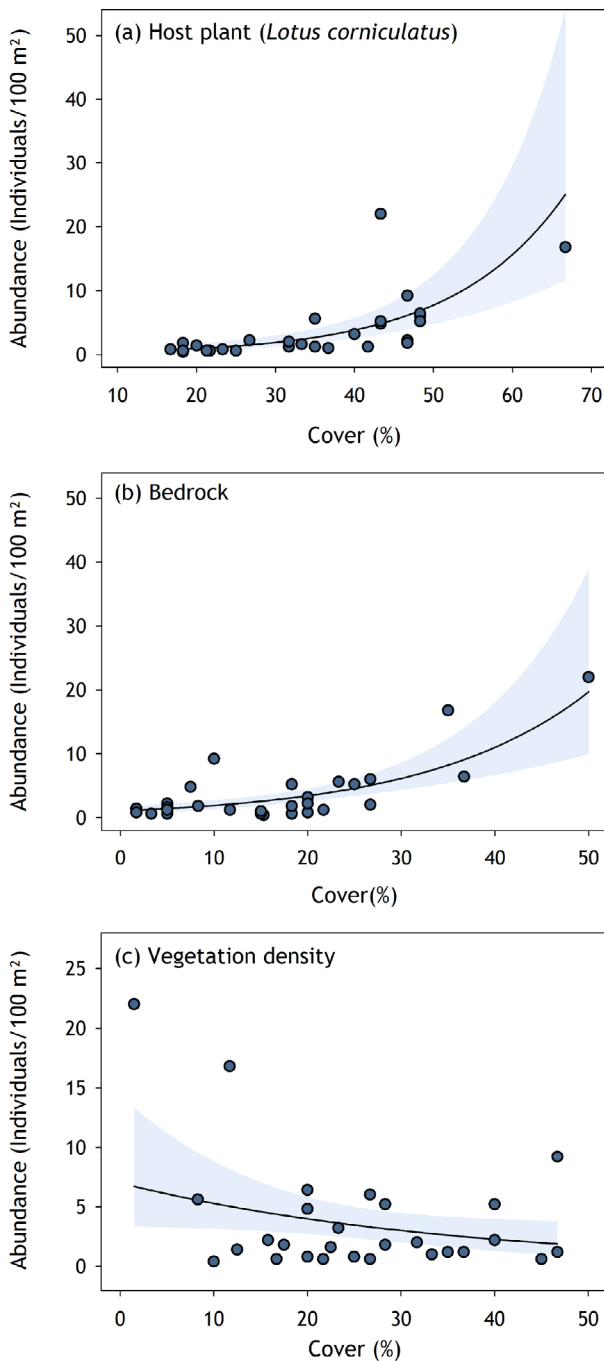 (a) Host plant (Lotus corniculatus)
Abundance (Individuals/100 m²)
50
40
30
20
10
0
10 20 30 40 50 60 70
Cover (%)
(b) Bedrock
Abundance (Individuals/100 m²)
50
40
30
20
10
0
0 10 20 30 40 50
Cover(%)
(c) Vegetation density
Abundance (Individuals/100 m²)
25
20
15
10
5
0
0 10 20 30 40 50
Cover (%)